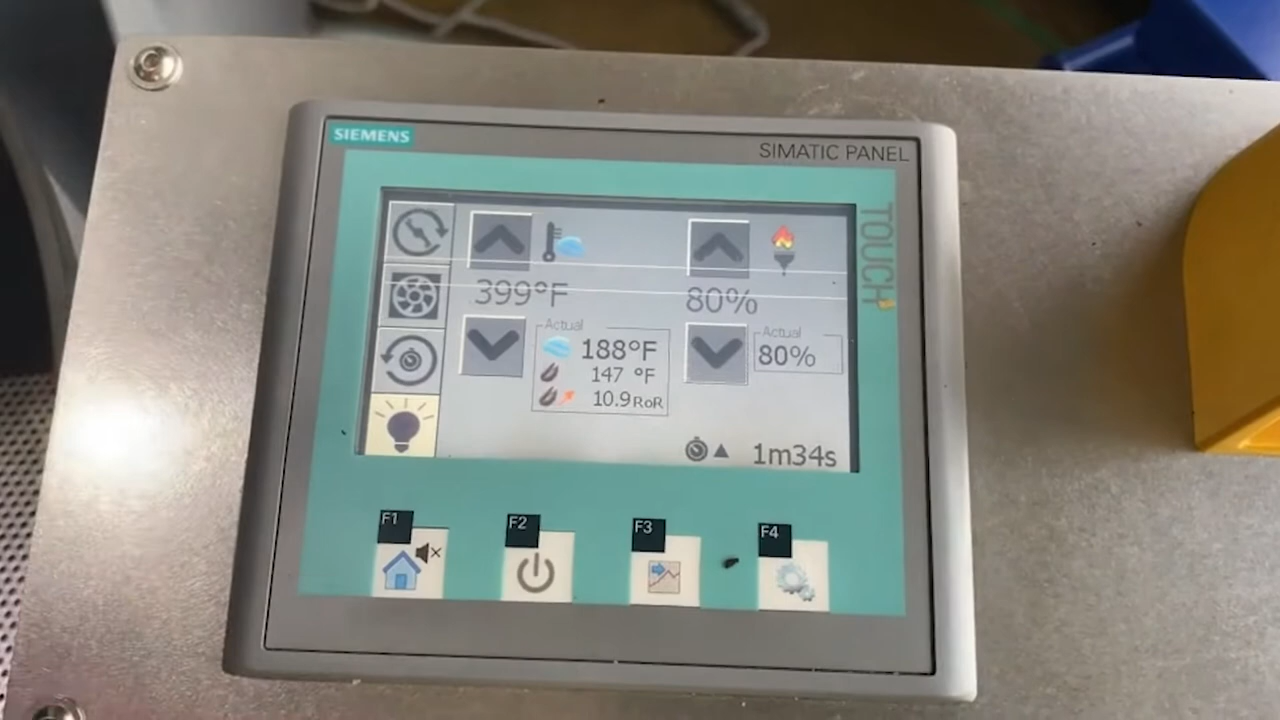 SIEMENS
SIMATIC PANEL
TOUCH
399°F
80%
Actual
188°F
147 °F
10.9 RoR
Actual
80%
1m34s
F1
F2
F3
F4